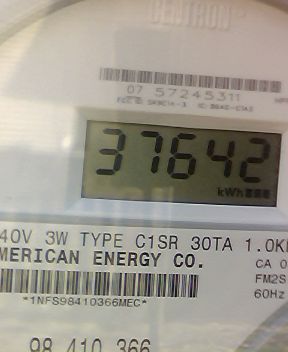 CENTRON
07 57245311
37642
kWh
40V 3W TYPE C1SR 30TA 1.0K
MERICAN ENERGY CO.
CA 0
FM2S
*1NFS98410366MEC*
60Hz
98 410 366